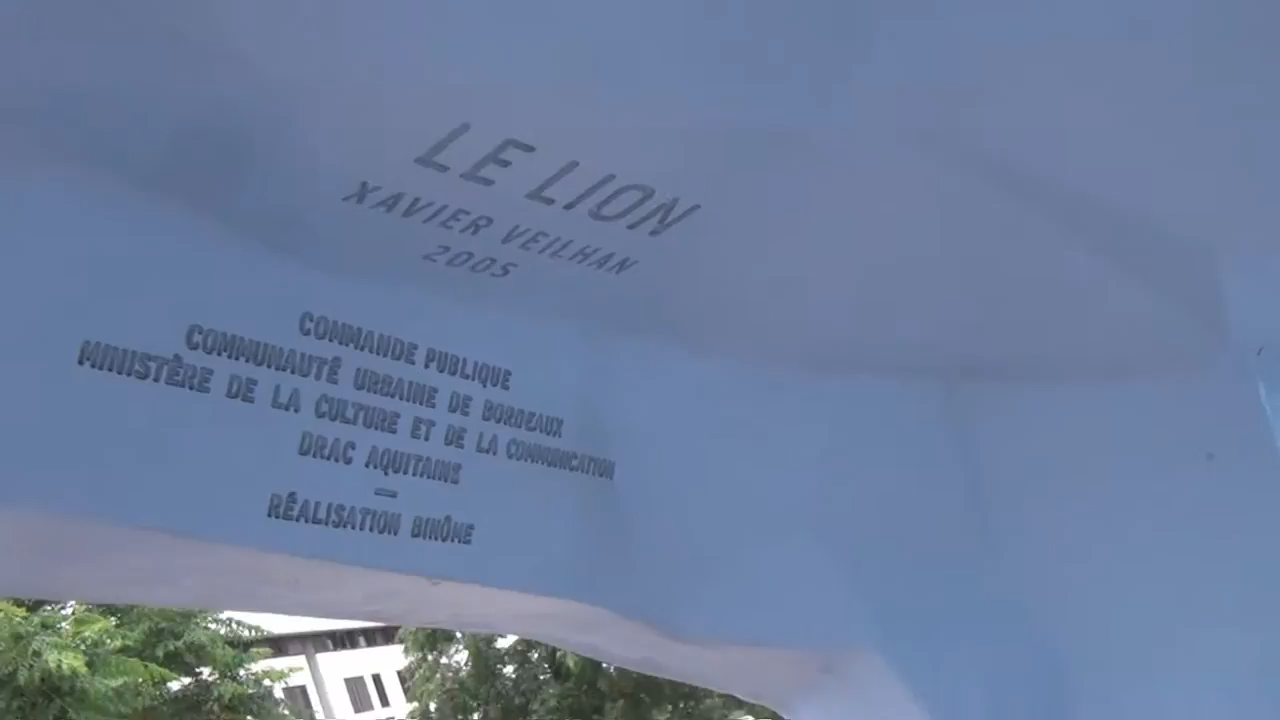 LE LION
XAVIER VEILHAN
2005
COMMANDE PUBLIQUE
COMMUNAUTÉ URBAINE DE BORDEAUX
MINISTÈRE DE LA CULTURE ET DE LA COMMUNICATION
DRAC AQUITAINE
—
RÉALISATION BINÔME